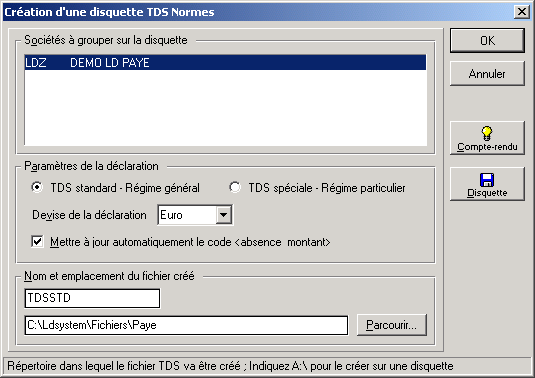 Création d'une disquette TDS Normes
Sociétés à grouper sur la disquette
LDZ DEMO LD PAYE
OK
Annuler
Compte-rendu
Disquette
Paramètres de la déclaration
TDS standard - Régime général
TDS spéciale - Régime particulier
Devise de la déclaration
Euro
Mettre à jour automatiquement le code <absence montant>
Nom et emplacement du fichier créé
TDSSTD
C:\Ldsystem\Fichiers\Paye
Parcourir...
Répertoire dans lequel le fichier TDS va être créé ; Indiquez A:\ pour le créer sur une disquette